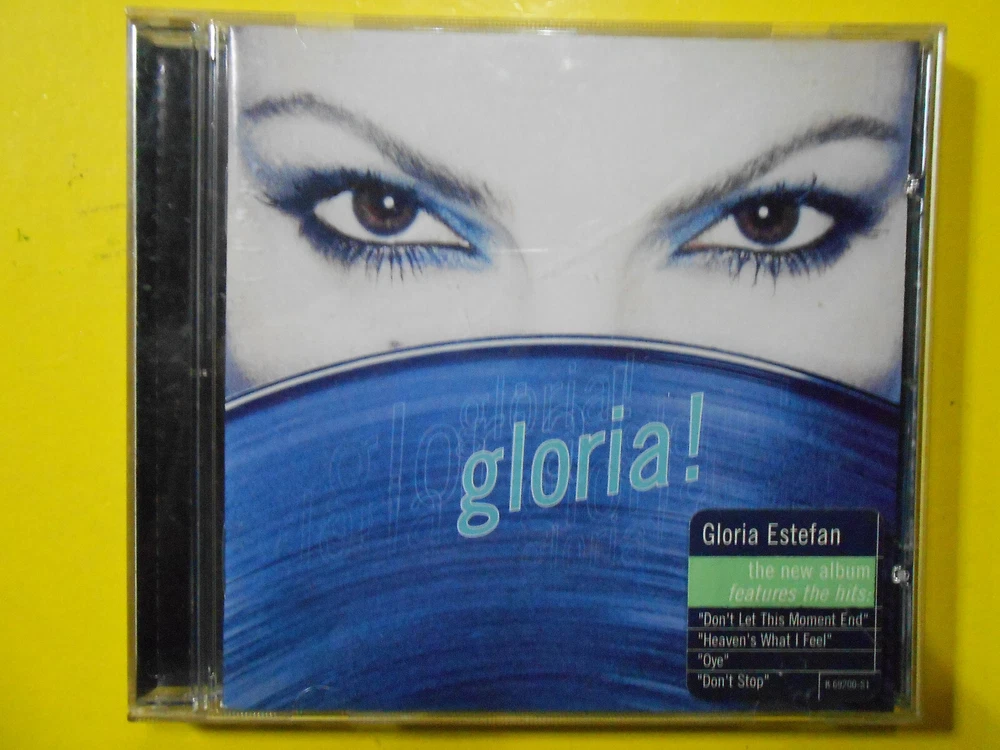 gloria!
gloria!
Gloria Estefan
the new album
features the hits:
"Don't Let This Moment End"
"Heaven's What I Feel"
"Oye"
"Don't Stop"